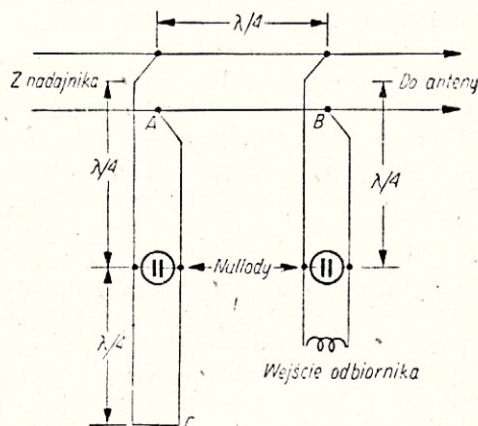 λ/4
Z nadajnika
Do anteny
A
B
λ/4
λ/4
Nullody
λ/4
Wejście odbiornika
C